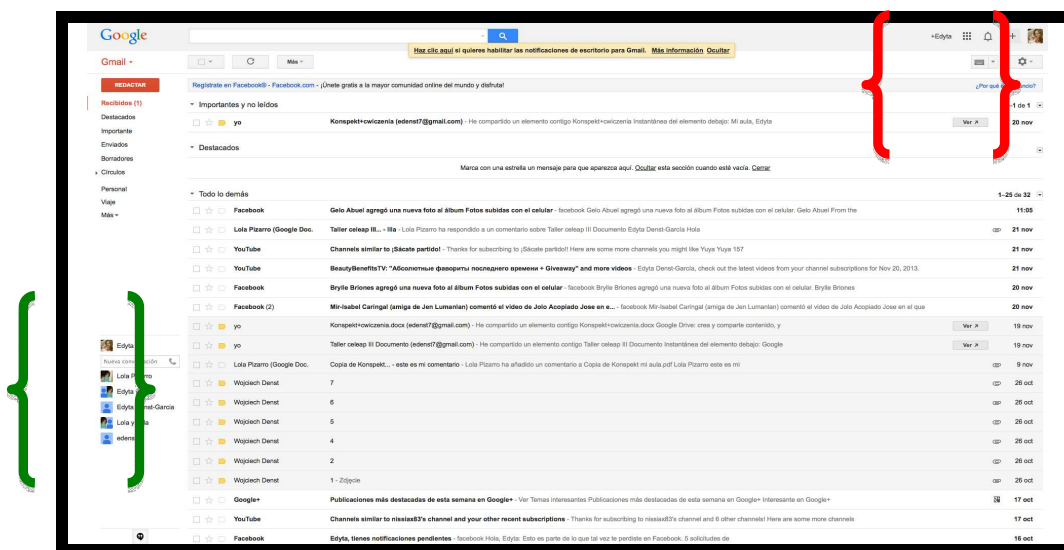 Google
+Edyta
Haz clic aquí si quieres habilitar las notificaciones de escritorio para Gmail. Más información Ocultar
Gmail
Más
REDACTAR
Regístrate en Facebook® - Facebook.com - ¡Únete gratis a la mayor comunidad online del mundo y disfruta! ¿Por qué
Recibidos (1)
Importantes y no leídos 1 de 1
Destacados
yo Konspekt+cwiczenia (edenst7@gmail.com) - He compartido un elemento contigo Konspekt+cwiczenia Instantánea del elemento debajo: Mi aula, Edyta Ver 20 nov
Importante
Enviados
Destacados
Borradores
Círculos
Marca con una estrella un mensaje para que aparezca aquí. Ocultar esta sección cuando esté vacía. Cerrar
Personal
Todo lo demás 1–25 de 32
Viaje
Más
Facebook Gelo Abuel agregó una nueva foto al álbum Fotos subidas con el celular - facebook Gelo Abuel agregó una nueva foto al álbum Fotos subidas con el celular. Gelo Abuel From the 11:05
Lola Pizarro (Google Doc. Taller celeap III... - Illa - Lola Pizarro ha respondido a un comentario sobre Taller celeap III Documento Edyta Denst-García Hola 21 nov
YouTube Channels similar to ¡Sácate partido! - Thanks for subscribing to ¡Sácate partido!! Here are some more channels you might like Yuya Yuya 157 21 nov
YouTube BeautyBenefitsTV: "Абсолютные фавориты последнего времени + Giveaway" and more videos - Edyta Denst-Garcia, check out the latest videos from your channel subscriptions for Nov 20, 2013. 21 nov
Facebook Brylle Briones agregó una nueva foto al álbum Fotos subidas con el celular - facebook Brylle Briones agregó una nueva foto al álbum Fotos subidas con el celular. Brylle Briones 20 nov
Facebook (2) Mir-Isabel Caringal (amiga de Jen Lumanlan) comentó el video de Jolo Acopiado Jose en e... - facebook Mir-Isabel Caringal (amiga de Jen Lumanlan) comentó el video de Jolo Acopiado Jose en el que 20 nov
yo Konspekt+cwiczenia.docx (edenst7@gmail.com) - He compartido un elemento contigo Konspekt+cwiczenia.docx Google Drive: crea y comparte contenido, y Ver 19 nov
Edyta
yo Taller celeap III Documento (edenst7@gmail.com) - He compartido un elemento contigo Taller celeap III Documento Instantánea del elemento debajo: Google Ver 19 nov
Nueva
Lola Pizarro (Google Doc. Copia de Konspekt... - este es mi comentario - Lola Pizarro ha añadido un comentario a Copia de Konspekt mi aula.pdf Lola Pizarro este es mi 9 nov
Lola
Wojciech Denst 7 26 oct
Edyta
Wojciech Denst 6 26 oct
Edyta
Wojciech Denst 5 26 oct
Lola
Wojciech Denst 4 26 oct
Wojciech Denst 2 26 oct
Wojciech Denst 1 - Zdjęcie 26 oct
Google+ Publicaciones más destacadas de esta semana en Google+ - Ver Temas interesantes Publicaciones más destacadas de esta semana en Google+ Interesante en Google+ 17 oct
YouTube Channels similar to nissiax83's channel and your other recent subscriptions - Thanks for subscribing to nissiax83's channel and 6 other channels! Here are some more channels 17 oct
Facebook Edyta, tienes notificaciones pendientes - facebook Hola, Edyta: Esto es parte de lo que tal vez te perdiste en Facebook. 5 solicitudes de 16 oct